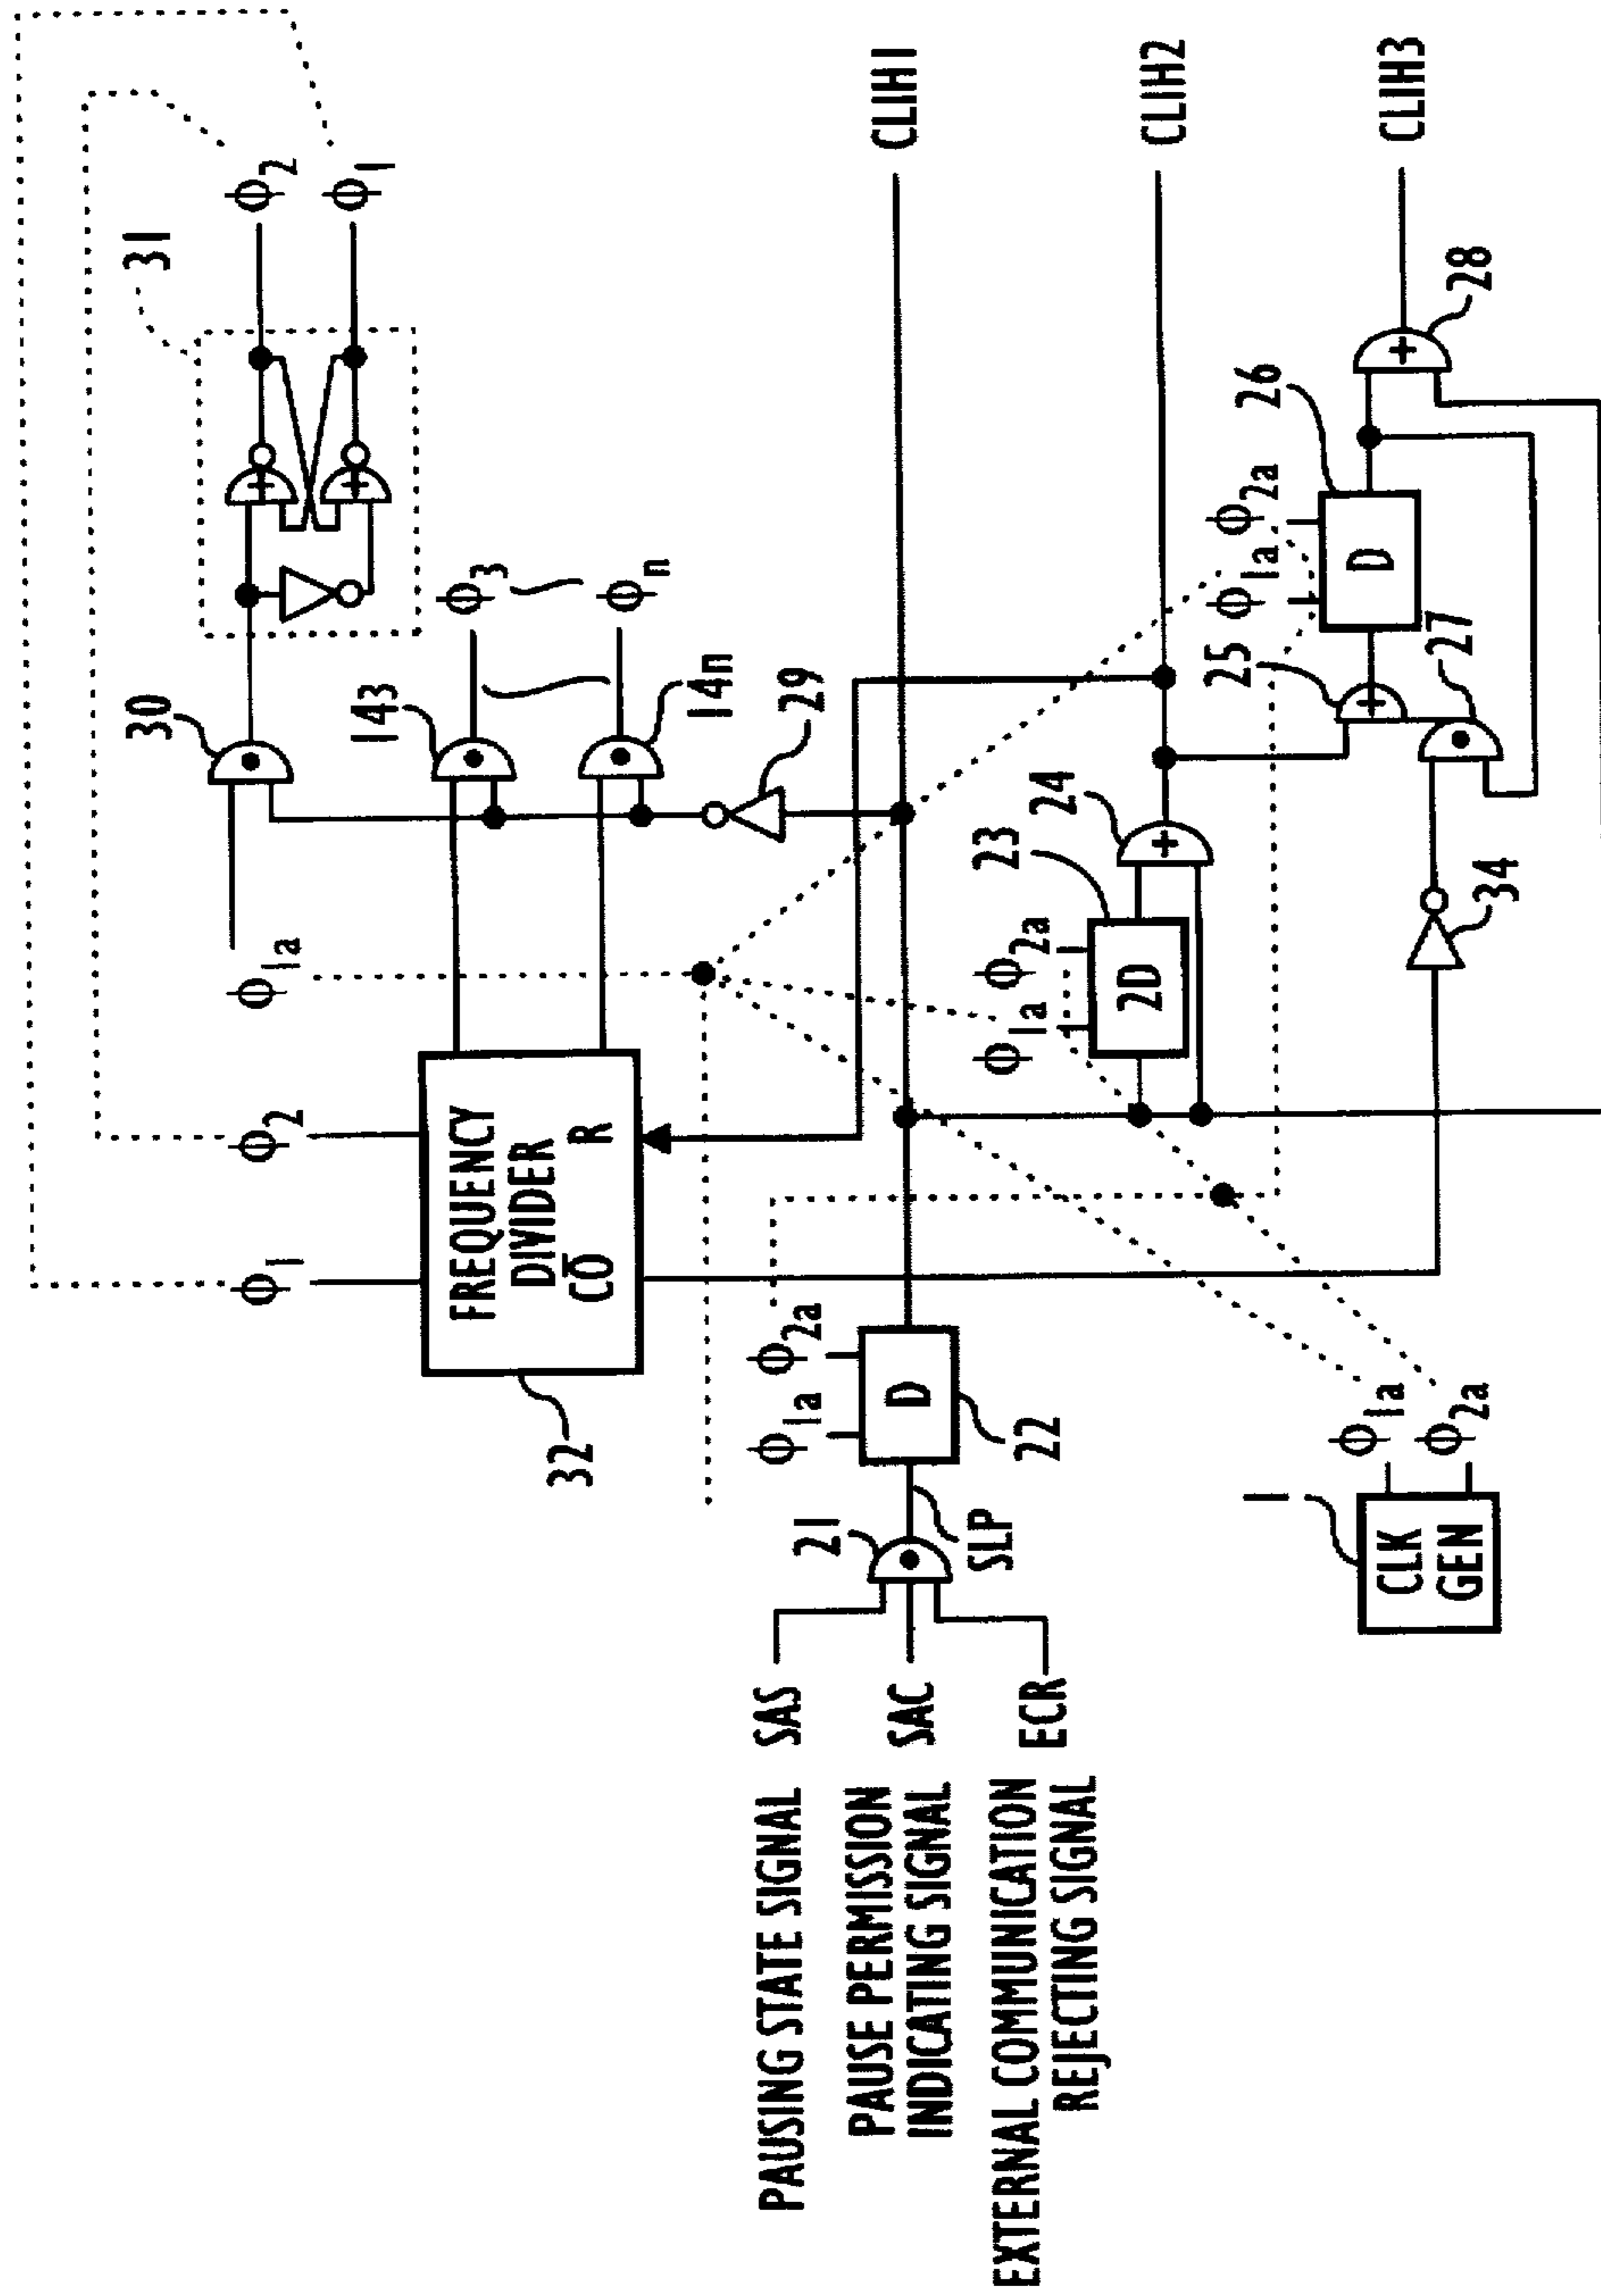 31
ϕ2
ϕ1
30
143
ϕ3
14n
ϕn
29
ϕ1a
ϕ2
ϕ1
FREQUENCY
DIVIDER
C̅O̅ R
32
CLIH1
CLIH2
CLIH3
PAUSING STATE SIGNAL SAS
PAUSE PERMISSION
INDICATING SIGNAL
SAC
EXTERNAL COMMUNICATION
REJECTING SIGNAL
ECR
21
SLP
ϕ1a ϕ2a
D
22
ϕ1a ϕ2a
2D
23
24
25
ϕ1a ϕ2a
D
26
27
28
34
1
CLK
GEN
ϕ1a
ϕ2a